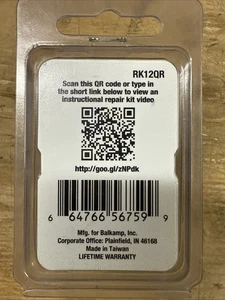 RK12QR
Scan this QR code or type in
the short link below to view an
instructional repair kit video
http://goo.gl/zNPdk
6 64766 56759 9
Mfg. for Balkamp, Inc.
Corporate Office: Plainfield, IN 46168
Made in Taiwan
LIFETIME WARRANTY